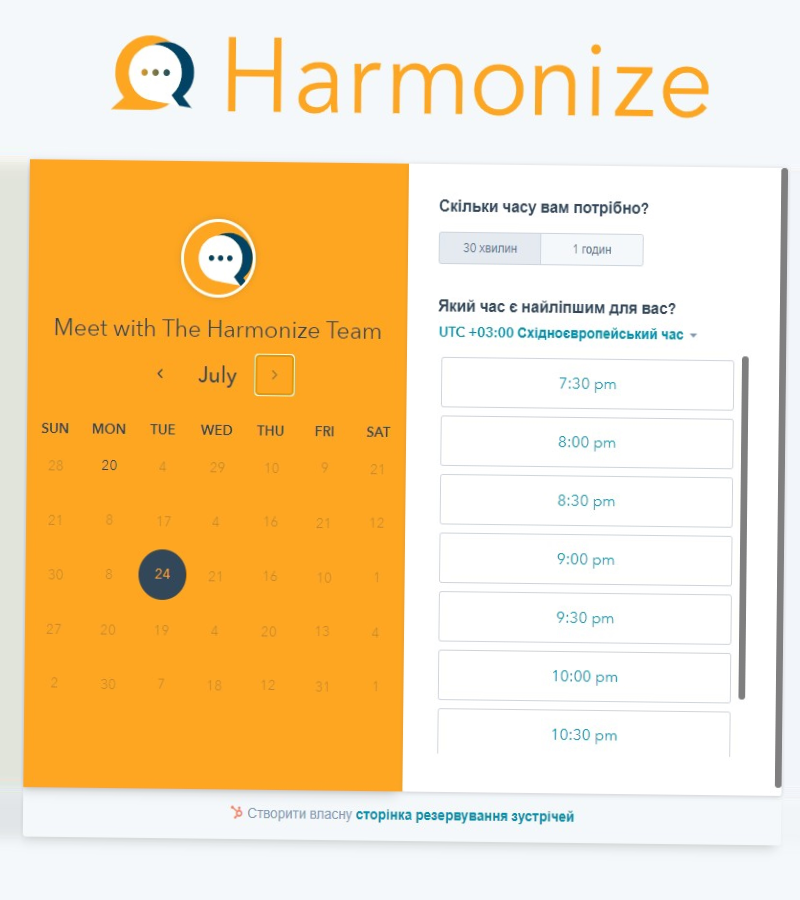 Harmonize
Meet with The Harmonize Team
July
SUN MON TUE WED THU FRI SAT
28 20 4 29 10 9 21
21 8 17 4 16 21 12
30 8 24 21 16 10 1
27 20 19 4 20 13 4
2 30 7 18 12 31 1
Скільки часу вам потрібно?
30 хвилин 1 годин
Який час є найліпшим для вас?
UTC +03:00 Східноєвропейський час
7:30 pm
8:00 pm
8:30 pm
9:00 pm
9:30 pm
10:00 pm
10:30 pm
Створити власну сторінка резервування зустрічей